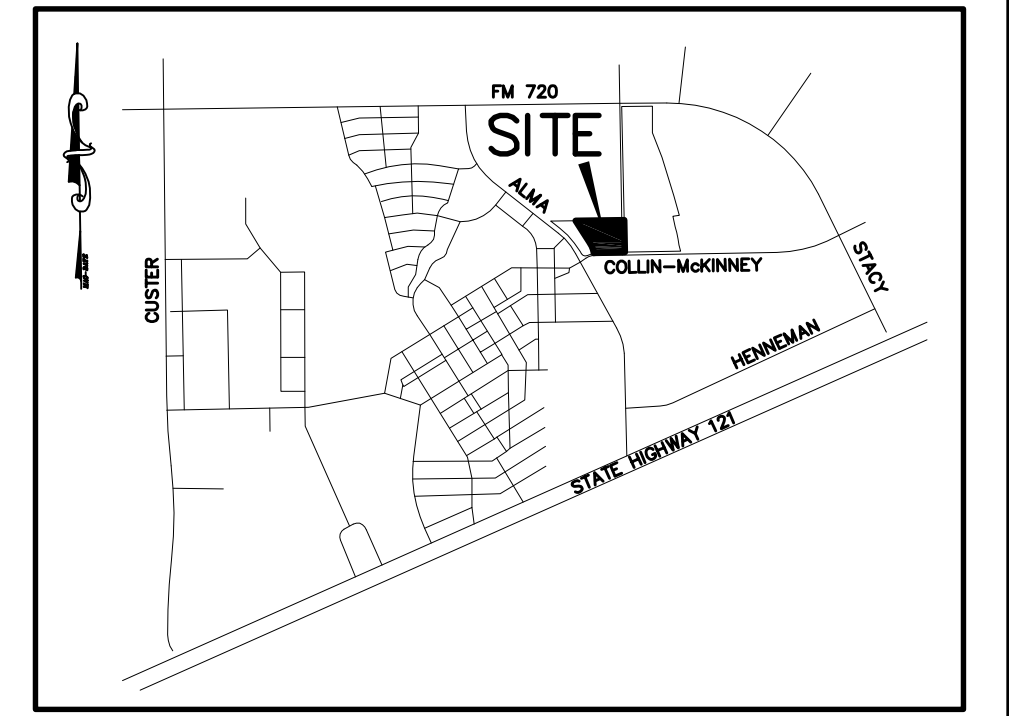 FM 720
SITE
ALMA
CUSTER
COLLIN-McKINNEY
STACY
HENNEMAN
STATE HIGHWAY 121